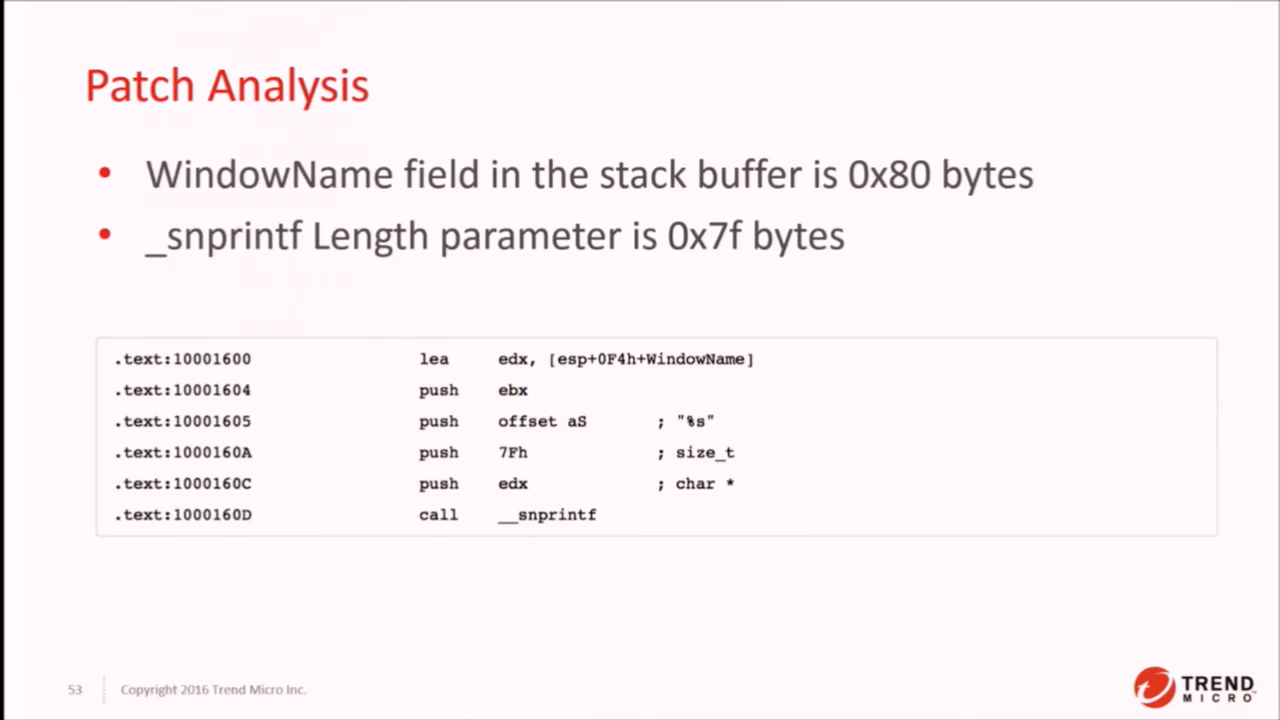 Patch Analysis
• WindowName field in the stack buffer is 0x80 bytes
• _snprintf Length parameter is 0x7f bytes
.text:10001600 lea edx, [esp+0F4h+WindowName]
.text:10001604 push ebx
.text:10001605 push offset aS ; "%s"
.text:1000160A push 7Fh ; size_t
.text:1000160C push edx ; char *
.text:1000160D call __snprintf
53 Copyright 2016 Trend Micro Inc.
TREND
MICRO